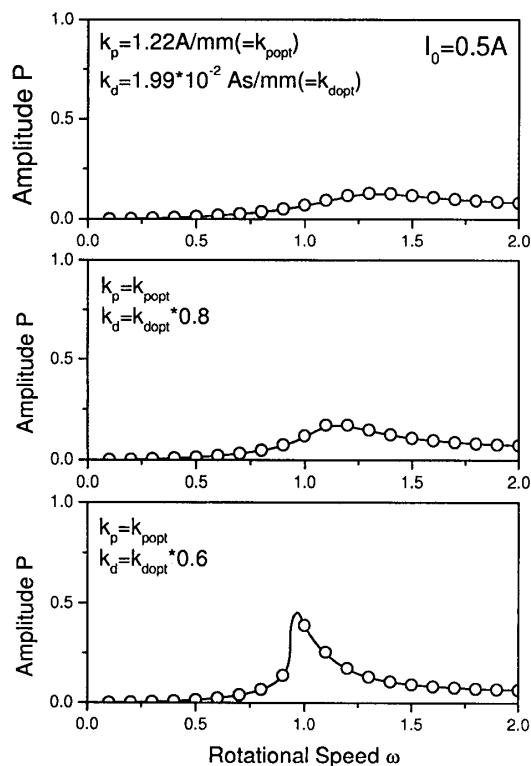 k_p=1.22A/mm(=k_popt) I_0=0.5A
k_d=1.99*10^-2 As/mm(=k_dopt)
Amplitude P
1.0
0.5
0.0
0.0 0.5 1.0 1.5 2.0
k_p=k_popt
k_d=k_dopt*0.8
Amplitude P
1.0
0.5
0.0
0.0 0.5 1.0 1.5 2.0
k_p=k_popt
k_d=k_dopt*0.6
Amplitude P
1.0
0.5
0.0
0.0 0.5 1.0 1.5 2.0
Rotational Speed ω